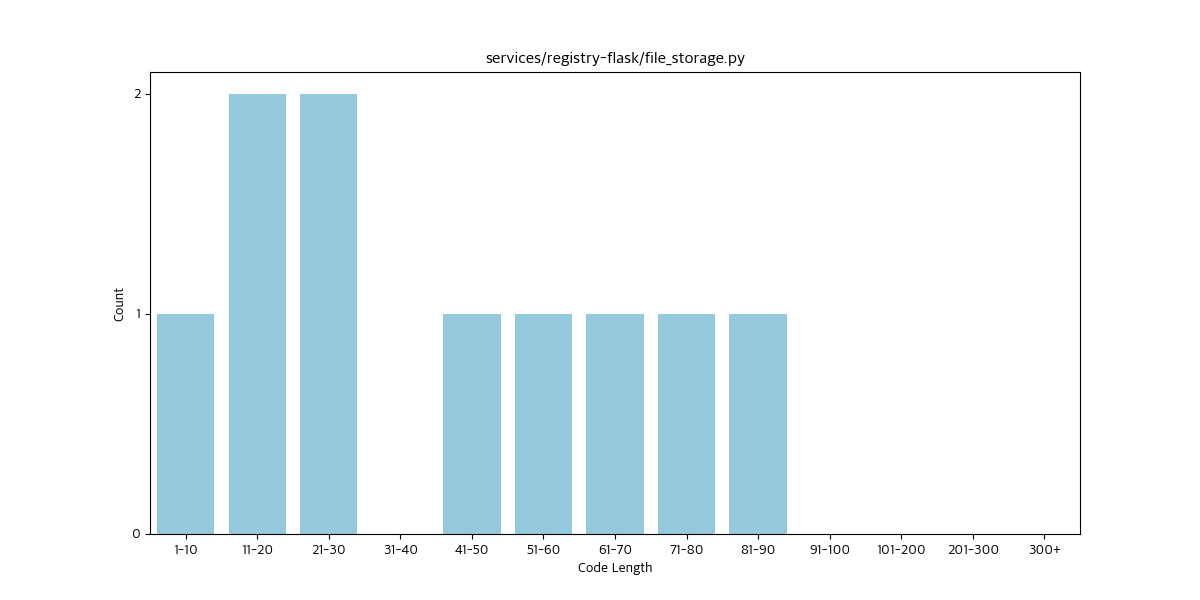 services/registry-flask/file_storage.py
2
1
0
Count
1-10 11-20 21-30 31-40 41-50 51-60 61-70 71-80 81-90 91-100 101-200 201-300 300+
Code Length